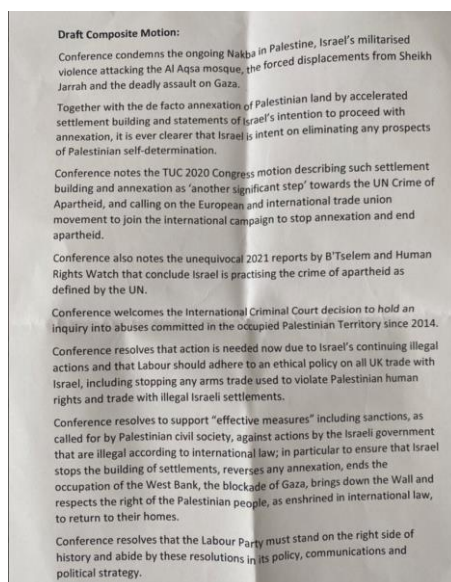 Draft Composite Motion:
Conference condemns the ongoing Nakba in Palestine, Israel's militarised
violence attacking the Al Aqsa mosque, the forced displacements from Sheikh
Jarrah and the deadly assault on Gaza.
Together with the de facto annexation of Palestinian land by accelerated
settlement building and statements of Israel's intention to proceed with
annexation, it is ever clearer that Israel is intent on eliminating any prospects
of Palestinian self-determination.
Conference notes the TUC 2020 Congress motion describing such settlement
building and annexation as 'another significant step' towards the UN Crime of
Apartheid, and calling on the European and international trade union
movement to join the international campaign to stop annexation and end
apartheid.
Conference also notes the unequivocal 2021 reports by B'Tselem and Human
Rights Watch that conclude Israel is practising the crime of apartheid as
defined by the UN.
Conference welcomes the International Criminal Court decision to hold an
inquiry into abuses committed in the occupied Palestinian Territory since 2014.
Conference resolves that action is needed now due to Israel's continuing illegal
actions and that Labour should adhere to an ethical policy on all UK trade with
Israel, including stopping any arms trade used to violate Palestinian human
rights and trade with illegal Israeli settlements.
Conference resolves to support "effective measures" including sanctions, as
called for by Palestinian civil society, against actions by the Israeli government
that are illegal according to international law; in particular to ensure that Israel
stops the building of settlements, reverses any annexation, ends the
occupation of the West Bank, the blockade of Gaza, brings down the Wall and
respects the right of the Palestinian people, as enshrined in international law,
to return to their homes.
Conference resolves that the Labour Party must stand on the right side of
history and abide by these resolutions in its policy, communications and
political strategy.